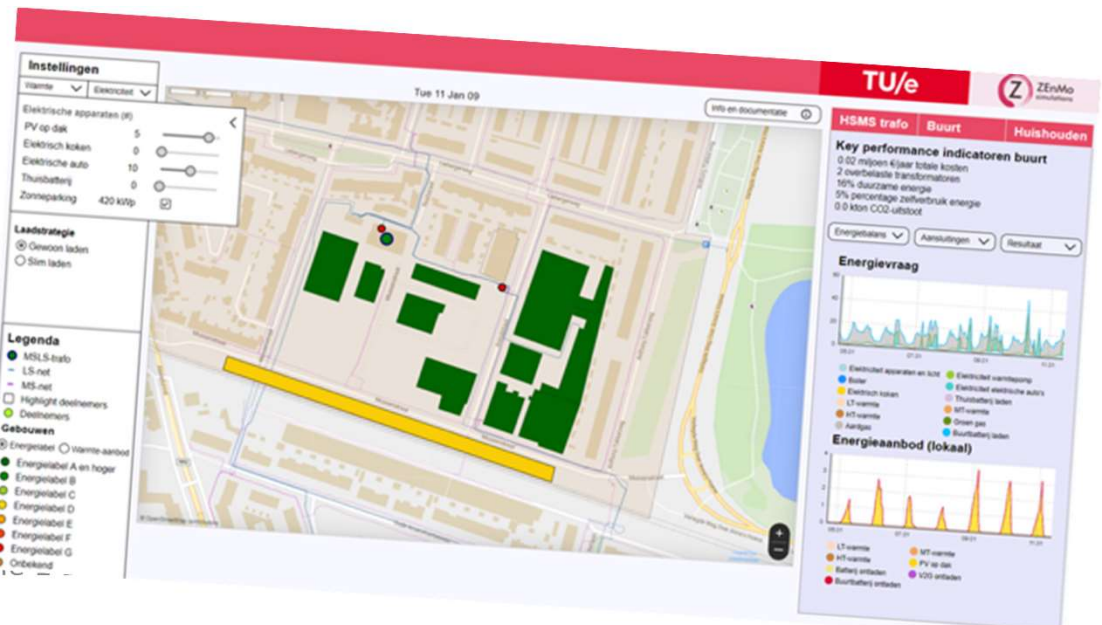 Instellingen
Warmte
Elektriciteit
Elektrische apparaten (#)
PV op dak 5
Elektrisch koken 0
Elektrische auto 10
Thuisbatterij 0
Zonneparking 420 kWp
Laadstrategie
Gewoon laden
Slim laden
Legenda
MSLS-trafo
LS-net
MS-net
Highlight deelnemers
Deelnemers
Gebouwen
Energielabel
Warmte-aanbod
Energielabel A en hoger
Energielabel B
Energielabel C
Energielabel D
Energielabel E
Energielabel F
Energielabel G
Onbekend
Tue 11 Jan 09
Info en documentatie
TU/e
Z ZEnMo
simulations
HSMS trafo
Buurt
Huishouden
Key performance indicatoren buurt
0.02 miljoen €/jaar totale kosten
2 overbelaste transformatoren
16% duurzame energie
5% percentage zelfverbruik energie
0.0 kton CO2-uitstoot
Energiebalans
Aansluitingen
Resultaat
Energievraag
Elektriciteit apparaten en licht
Boiler
Elektrisch koken
LT-warmte
HT-warmte
Aardgas
Elektriciteit warmtepomp
Elektriciteit elektrische auto's
Thuisbatterij laden
MT-warmte
Groen gas
Buurtbatterij laden
Energieaanbod (lokaal)
LT-warmte
HT-warmte
Batterij ontladen
Buurtbatterij ontladen
MT-warmte
PV op dak
V2G ontladen